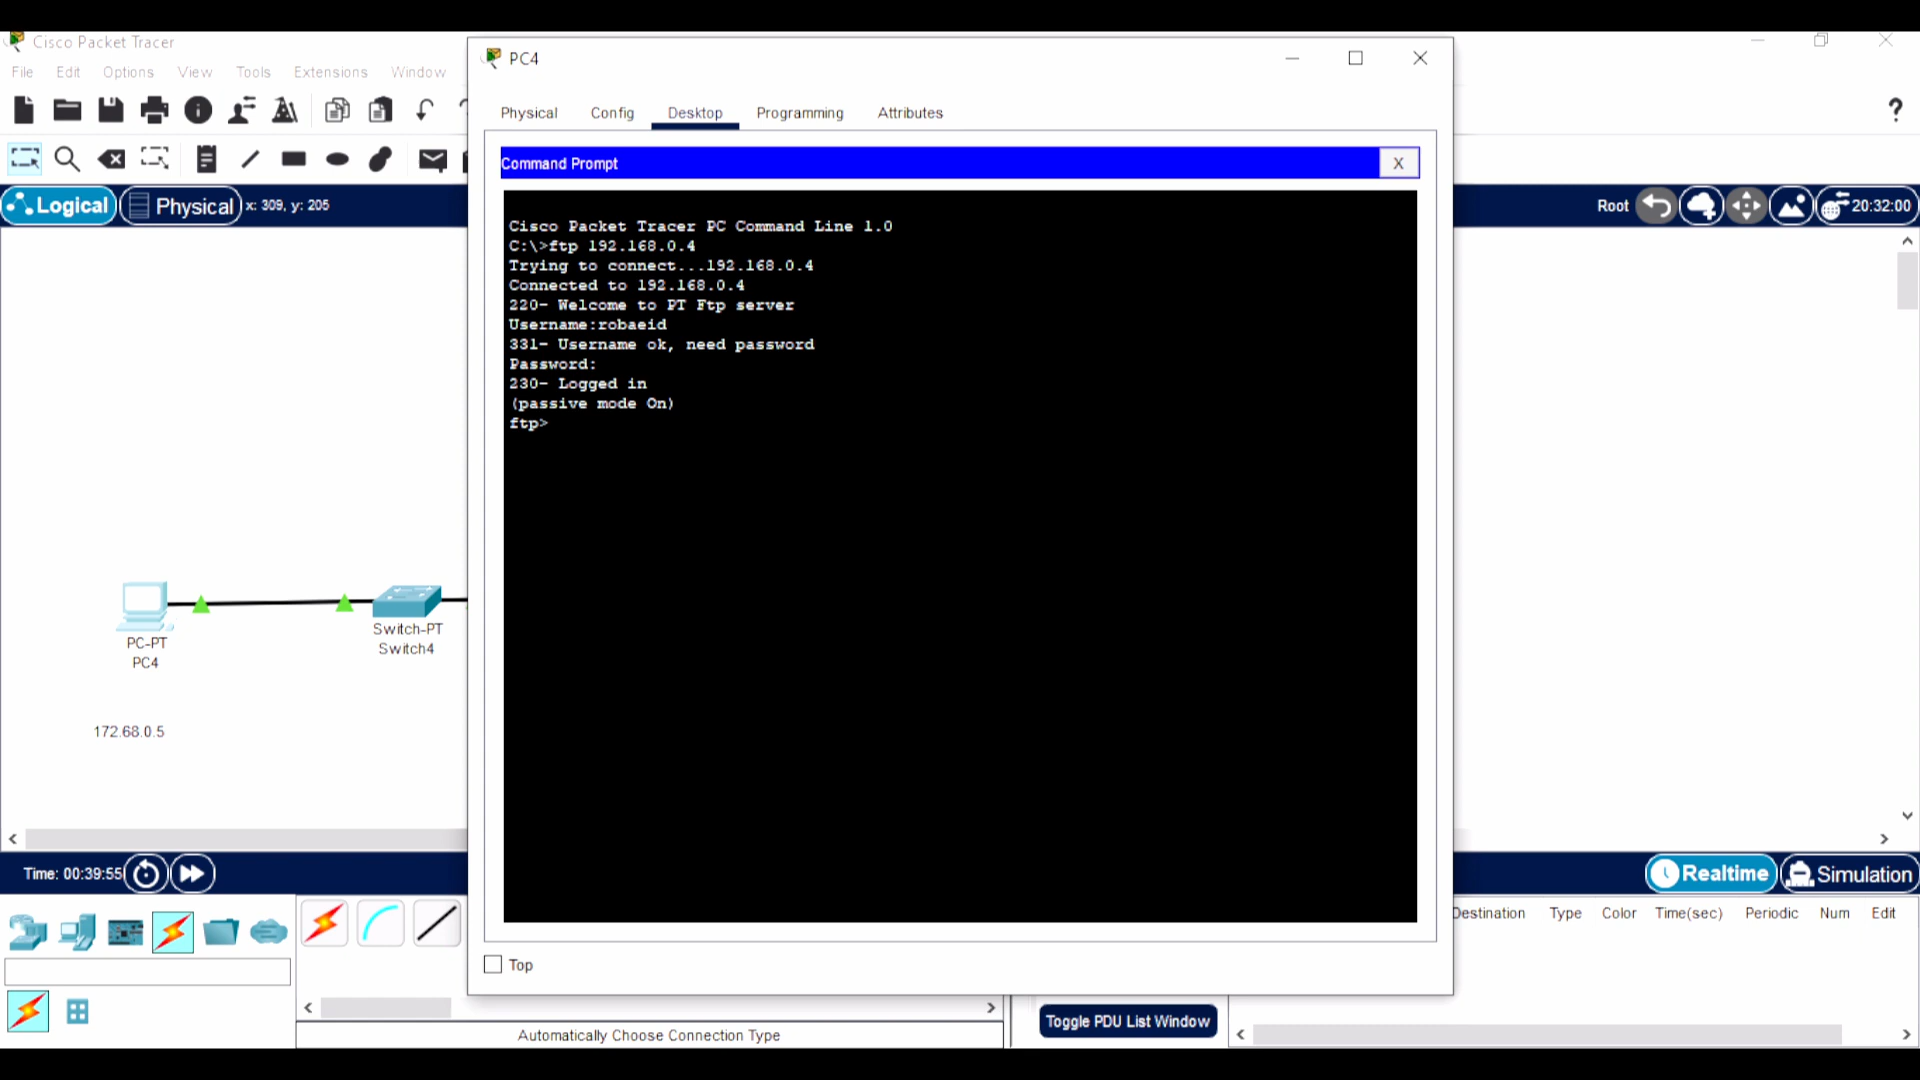 Cisco Packet Tracer
File Edit Options View Tools Extensions Window
Logical
Physical
x: 309, y: 205
Root
20:32:00
PC4
Physical Config Desktop Programming Attributes
Command Prompt
X
Cisco Packet Tracer PC Command Line 1.0
C:\>ftp 192.168.0.4
Trying to connect...192.168.0.4
Connected to 192.168.0.4
220- Welcome to PT Ftp server
Username:robaeid
331- Username ok, need password
Password:
230- Logged in
(passive mode On)
ftp>
Top
PC-PT
PC4
Switch-PT
Switch4
172.68.0.5
Time: 00:39:55
Realtime
Simulation
Destination Type Color Time(sec) Periodic Num Edit
Toggle PDU List Window
Automatically Choose Connection Type